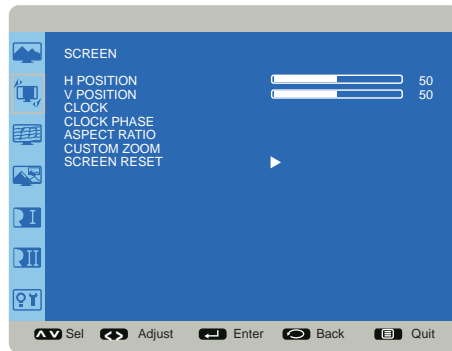 SCREEN
H POSITION 50
V POSITION 50
CLOCK
CLOCK PHASE
ASPECT RATIO
CUSTOM ZOOM
SCREEN RESET
I
II
Sel Adjust Enter Back Quit